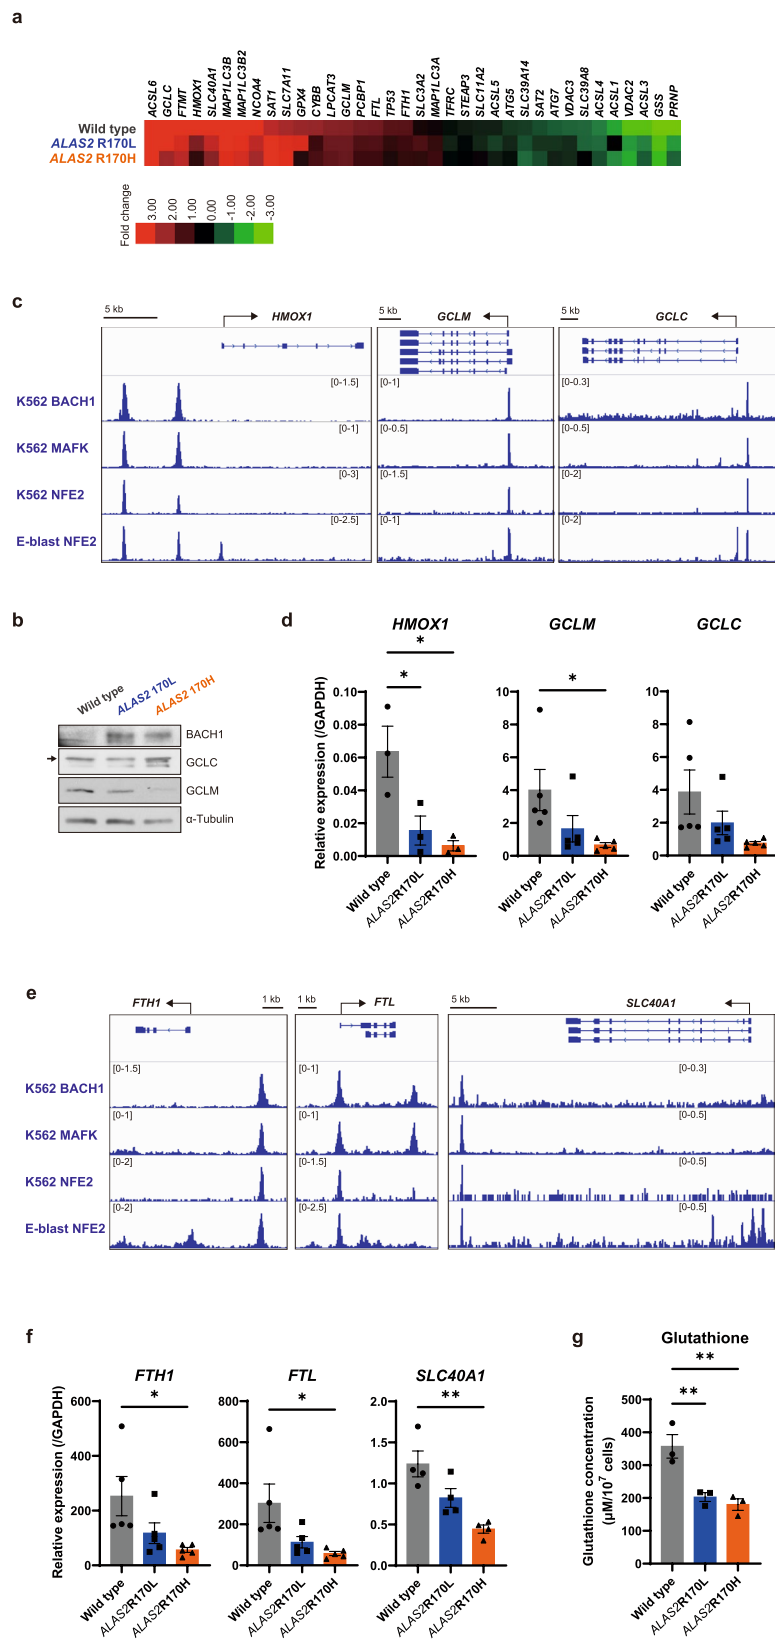 a
ACSL6 GCLC FTMT HMOX1 SLC40A1 MAP1LC3B MAP1LC3B2 NCOA4 SAT1 SLC7A11 GPX4 CYBB LPCAT3 GCLM PCBP1 FTL TP53 FTH1 SLC3A2 MAP1LC3A TFRC STEAP3 SLC11A2 ACSL5 ATG5 SLC39A14 SAT2 ATG7 VDAC3 SLC39A8 ACSL4 ACSL1 VDAC2 ACSL3 GSS PRNP
Wild type
ALAS2 R170L
ALAS2 R170H
Fold change
3.00 2.00 1.00 0.00 -1.00 -2.00 -3.00
c
5 kb HMOX1 5 kb GCLM 5 kb GCLC
K562 BACH1 [0-1.5] [0-1] [0-0.3]
K562 MAFK [0-1] [0-0.5] [0-0.5]
K562 NFE2 [0-3] [0-1.5] [0-2]
E-blast NFE2 [0-2.5] [0-1] [0-2]
b
Wild type ALAS2 170L ALAS2 170H
BACH1
GCLC
GCLM
α-Tubulin
d
HMOX1
*
*
Relative expression (/GAPDH)
0.10
0.08
0.06
0.04
0.02
0.00
Wild type ALAS2R170L ALAS2R170H
GCLM
*
10
8
6
4
2
0
Wild type ALAS2R170L ALAS2R170H
GCLC
10
8
6
4
2
0
Wild type ALAS2R170L ALAS2R170H
e
FTH1 1 kb 1 kb FTL 5 kb SLC40A1
K562 BACH1 [0-1.5] [0-1] [0-0.3]
K562 MAFK [0-1] [0-1] [0-0.5]
K562 NFE2 [0-2] [0-1.5] [0-0.5]
E-blast NFE2 [0-2] [0-2.5] [0-0.5]
f
FTH1
*
Relative expression (/GAPDH)
600
400
200
0
Wild type ALAS2R170L ALAS2R170H
FTL
*
800
600
400
200
0
Wild type ALAS2R170L ALAS2R170H
SLC40A1
**
2.0
1.5
1.0
0.5
0.0
Wild type ALAS2R170L ALAS2R170H
g
Glutathione
**
**
Glutathione concentration
(μM/10⁷ cells)
500
400
300
200
100
0
Wild type ALAS2R170L ALAS2R170H